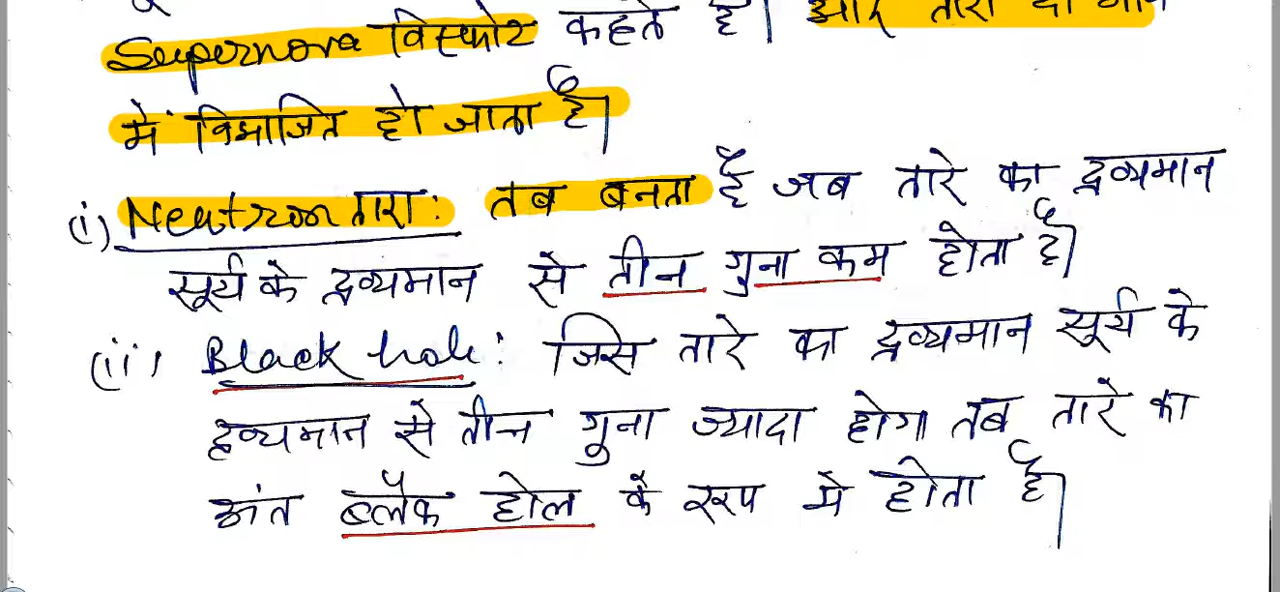 Supernova विस्फोट कहते हैं। और तारा दो भाग
में विभाजित हो जाता है।
(i) Neutron तारा: तब बनता है जब तारे का द्रव्यमान
सूर्य के द्रव्यमान से तीन गुना कम होता है।
(ii) Black hole: जिस तारे का द्रव्यमान सूर्य के
द्रव्यमान से तीन गुना ज्यादा होगा तब तारे का
अंत ब्लैक होल के रूप में होता है।